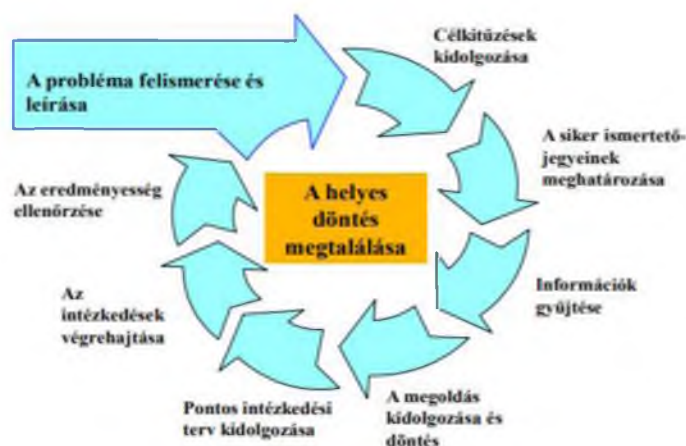 A probléma felismerése és
leírása
Célkitűzések
kidolgozása
A siker ismertető-
jegyeinek
meghatározása
Információk
gyűjtése
A megoldás
kidolgozása és
döntés
Pontos intézkedési
terv kidolgozása
Az
intézkedések
végrehajtása
Az eredményesség
ellenőrzése
A helyes
döntés
megtalálása